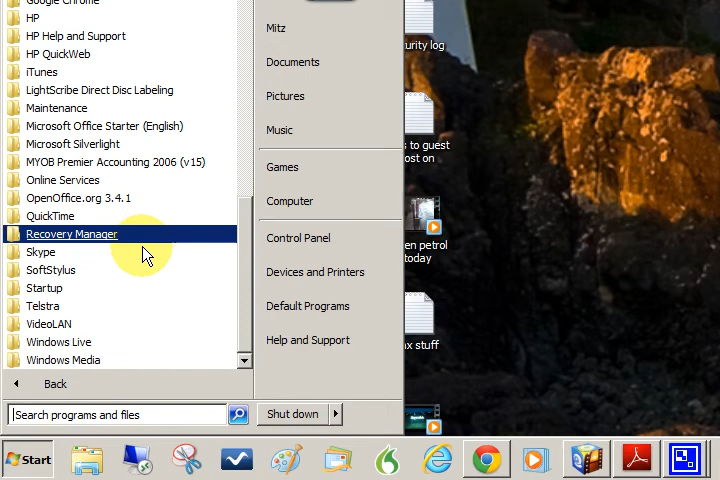 Google Chrome
HP
HP Help and Support
HP QuickWeb
iTunes
LightScribe Direct Disc Labeling
Maintenance
Microsoft Office Starter (English)
Microsoft Silverlight
MYOB Premier Accounting 2006 (v15)
Online Services
OpenOffice.org 3.4.1
QuickTime
Recovery Manager
Skype
SoftStylus
Startup
Telstra
VideoLAN
Windows Live
Windows Media
Back
Search programs and files
Mitz
Documents
Pictures
Music
Games
Computer
Control Panel
Devices and Printers
Default Programs
Help and Support
Shut down
urity log
s to guest
ost on
en petrol
today
ax stuff
Start